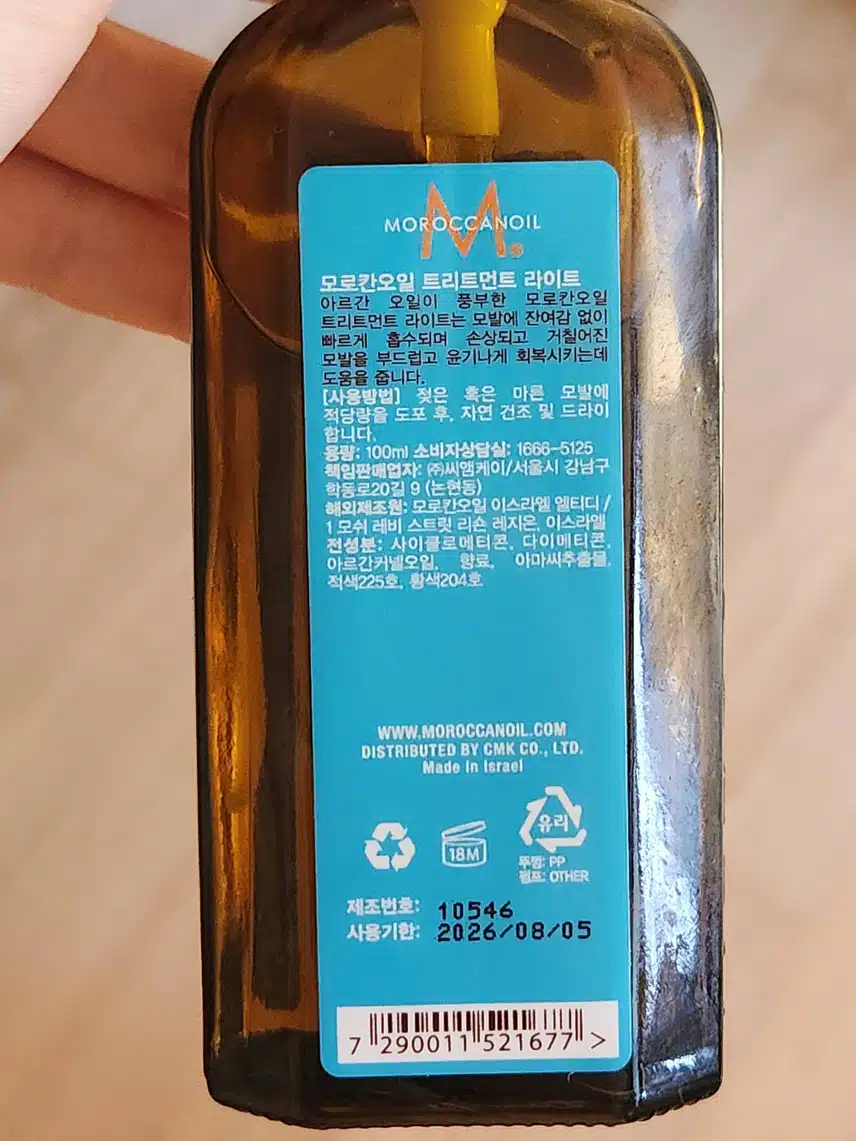 MOROCCANOIL
M.
모로칸오일 트리트먼트 라이트
아르간 오일이 풍부한 모로칸오일
트리트먼트 라이트는 모발에 잔여감 없이
빠르게 흡수되며 손상되고 거칠어진
모발을 부드럽고 윤기나게 회복시키는데
도움을 줍니다.
[사용방법] 젖은 혹은 마른 모발에
적당량을 도포 후, 자연 건조 및 드라이
합니다.
용량: 100ml 소비자상담실: 1666-5125
책임판매업자: ㈜씨앰케이/서울시 강남구
학동로20길 9 (논현동)
해외제조원: 모로칸오일 이스라엘 엘티디 /
1 모쉬 레비 스트릿 리숀 레지온, 이스라엘
전성분: 사이클로메티콘, 다이메티콘,
아르간커넬오일, 향료, 아마씨추출물,
적색225호, 황색204호
WWW.MOROCCANOIL.COM
DISTRIBUTED BY CMK CO., LTD.
Made in Israel
18M
유리
뚜껑: PP
펌프: OTHER
제조번호: 10546
사용기한: 2026/08/05
7 290011 521677 >